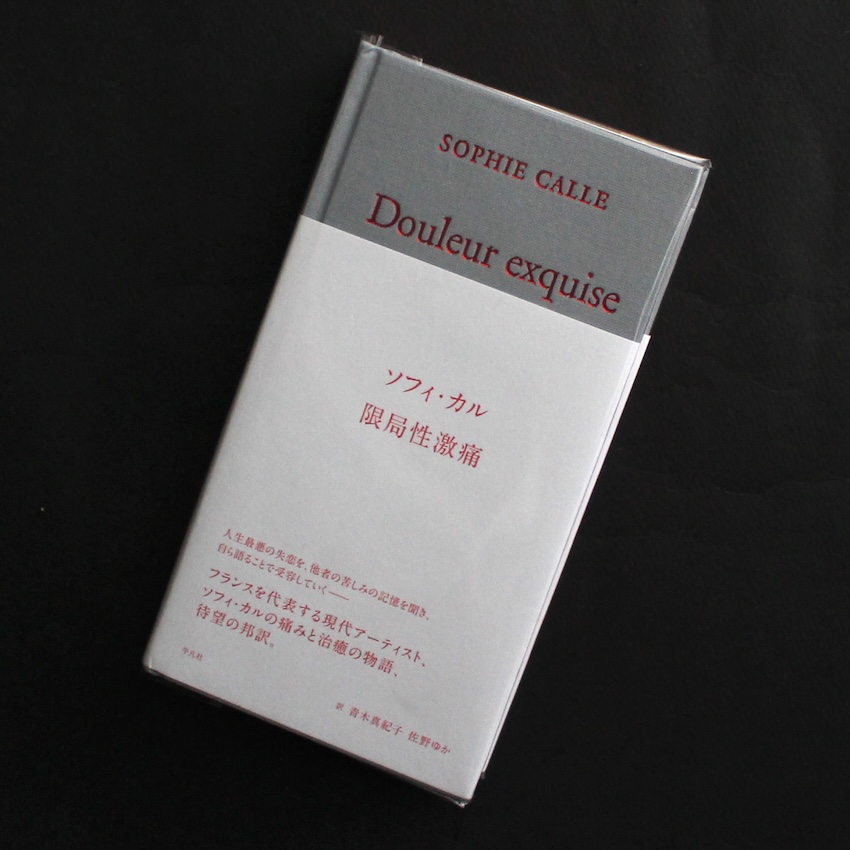 SOPHIE CALLE
Douleur exquise
ソフィ・カル
限局性激痛
人生最悪の失恋を、他者の苦しみの記憶を聞き、
自ら語ることで受容していく——
フランスを代表する現代アーティスト、
ソフィ・カルの痛みと治癒の物語、
待望の邦訳。
平凡社
訳 青木真紀子 佐野ゆか